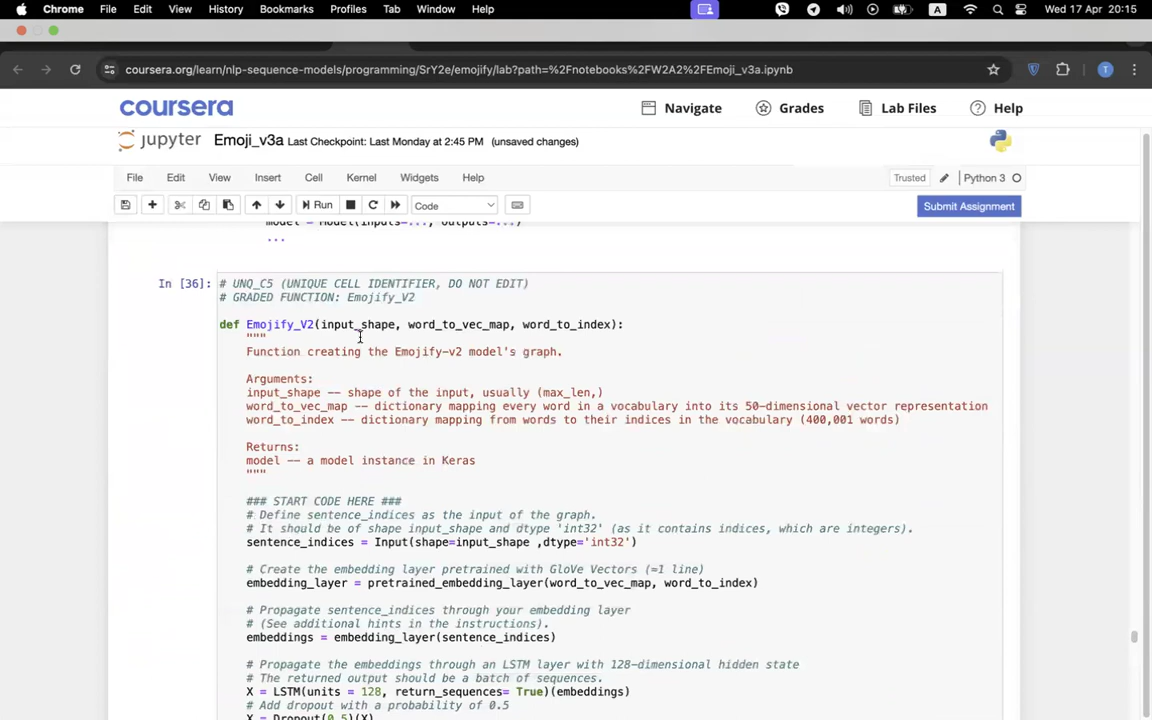 Chrome File Edit View History Bookmarks Profiles Tab Window Help A Wed 17 Apr 20:15
coursera.org/learn/nlp-sequence-models/programming/SrY2e/emojify/lab?path=%2Fnotebooks%2FW2A2%2FEmoji_v3a.ipynb T
coursera Navigate Grades Lab Files Help
jupyter Emoji_v3a Last Checkpoint: Last Monday at 2:45 PM (unsaved changes)
File Edit View Insert Cell Kernel Widgets Help Trusted Python 3
Run Code Submit Assignment
model = Model(inputs=..., outputs=...)
...
In [36]: # UNQ_C5 (UNIQUE CELL IDENTIFIER, DO NOT EDIT)
# GRADED FUNCTION: Emojify_V2
def Emojify_V2(input_shape, word_to_vec_map, word_to_index):
"""
Function creating the Emojify-v2 model's graph.
Arguments:
input_shape -- shape of the input, usually (max_len,)
word_to_vec_map -- dictionary mapping every word in a vocabulary into its 50-dimensional vector representation
word_to_index -- dictionary mapping from words to their indices in the vocabulary (400,001 words)
Returns:
model -- a model instance in Keras
"""
### START CODE HERE ###
# Define sentence_indices as the input of the graph.
# It should be of shape input_shape and dtype 'int32' (as it contains indices, which are integers).
sentence_indices = Input(shape=input_shape ,dtype='int32')
# Create the embedding layer pretrained with GloVe Vectors (≈1 line)
embedding_layer = pretrained_embedding_layer(word_to_vec_map, word_to_index)
# Propagate sentence_indices through your embedding layer
# (See additional hints in the instructions).
embeddings = embedding_layer(sentence_indices)
# Propagate the embeddings through an LSTM layer with 128-dimensional hidden state
# The returned output should be a batch of sequences.
X = LSTM(units = 128, return_sequences= True)(embeddings)
# Add dropout with a probability of 0.5
X = Dropout(0.5)(X)